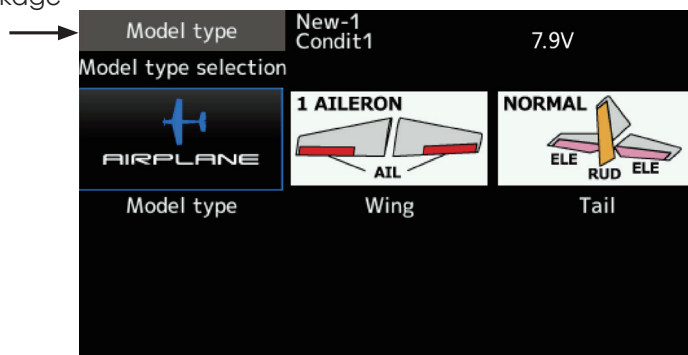 kage
Model type
New-1
Condit1
7.9V
Model type selection
AIRPLANE
1 AILERON
AIL
NORMAL
ELE
RUD
ELE
Model type
Wing
Tail